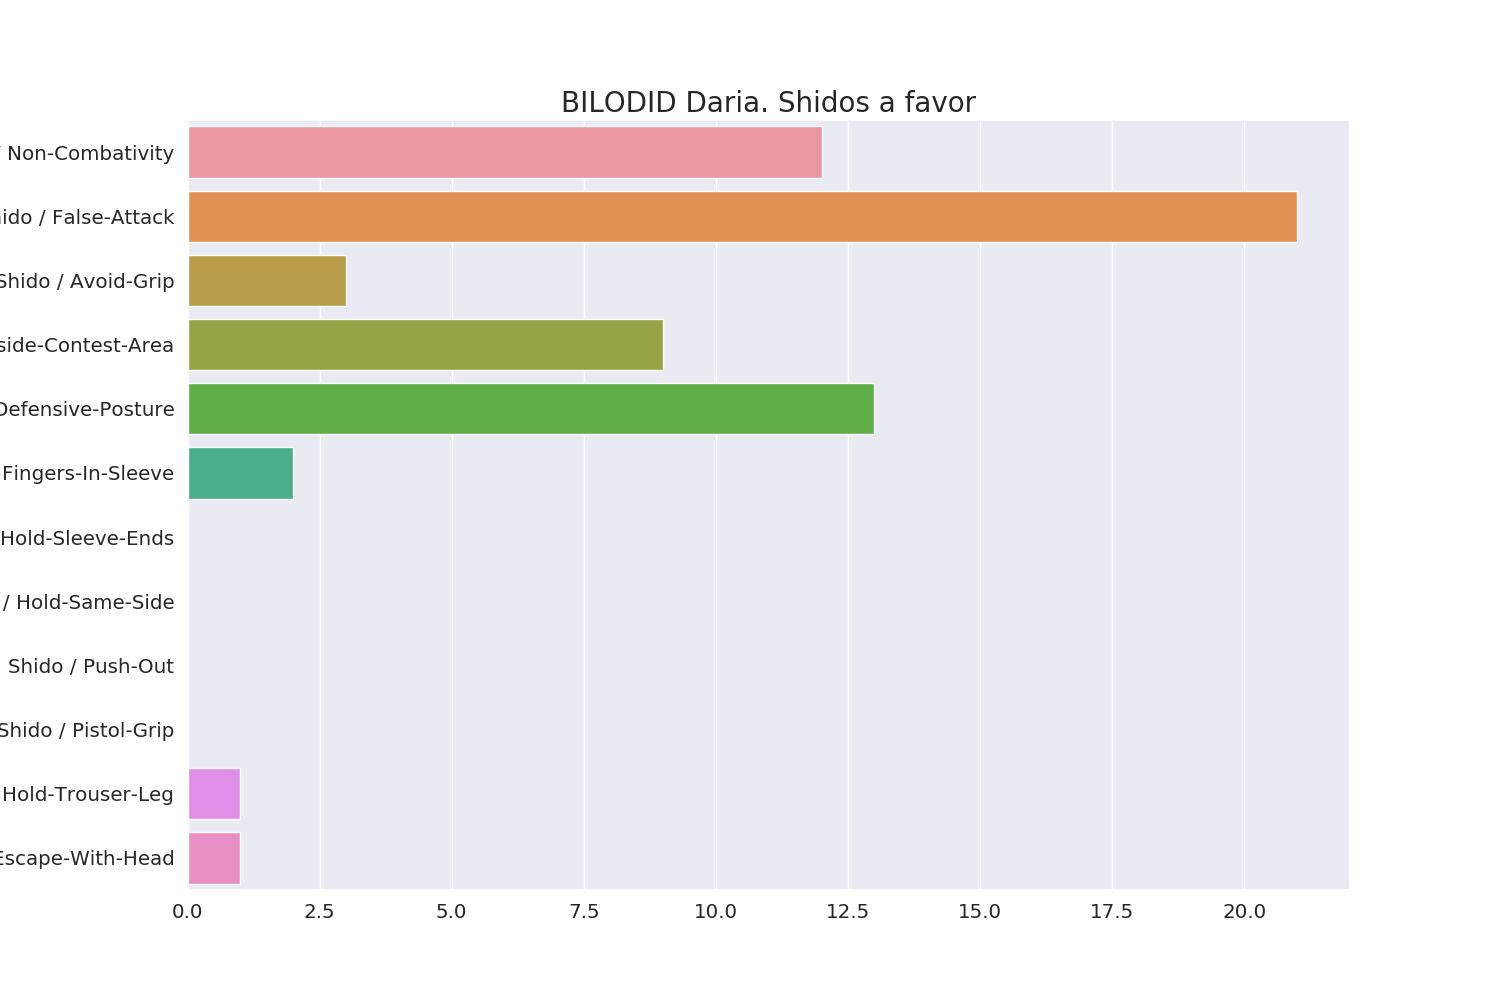 BILODID Daria. Shidos a favor
/ Non-Combativity
ido / False-Attack
Shido / Avoid-Grip
side-Contest-Area
Defensive-Posture
Fingers-In-Sleeve
Hold-Sleeve-Ends
/ Hold-Same-Side
Shido / Push-Out
Shido / Pistol-Grip
Hold-Trouser-Leg
Escape-With-Head
0.0 2.5 5.0 7.5 10.0 12.5 15.0 17.5 20.0